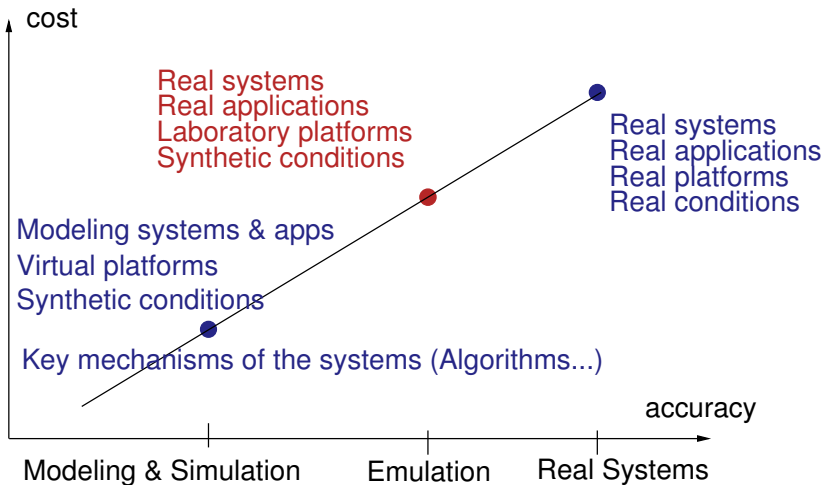 cost
Real systems
Real applications
Laboratory platforms
Synthetic conditions
Real systems
Real applications
Real platforms
Real conditions
Modeling systems & apps
Virtual platforms
Synthetic conditions
Key mechanisms of the systems (Algorithms...)
accuracy
Modeling & Simulation
Emulation
Real Systems